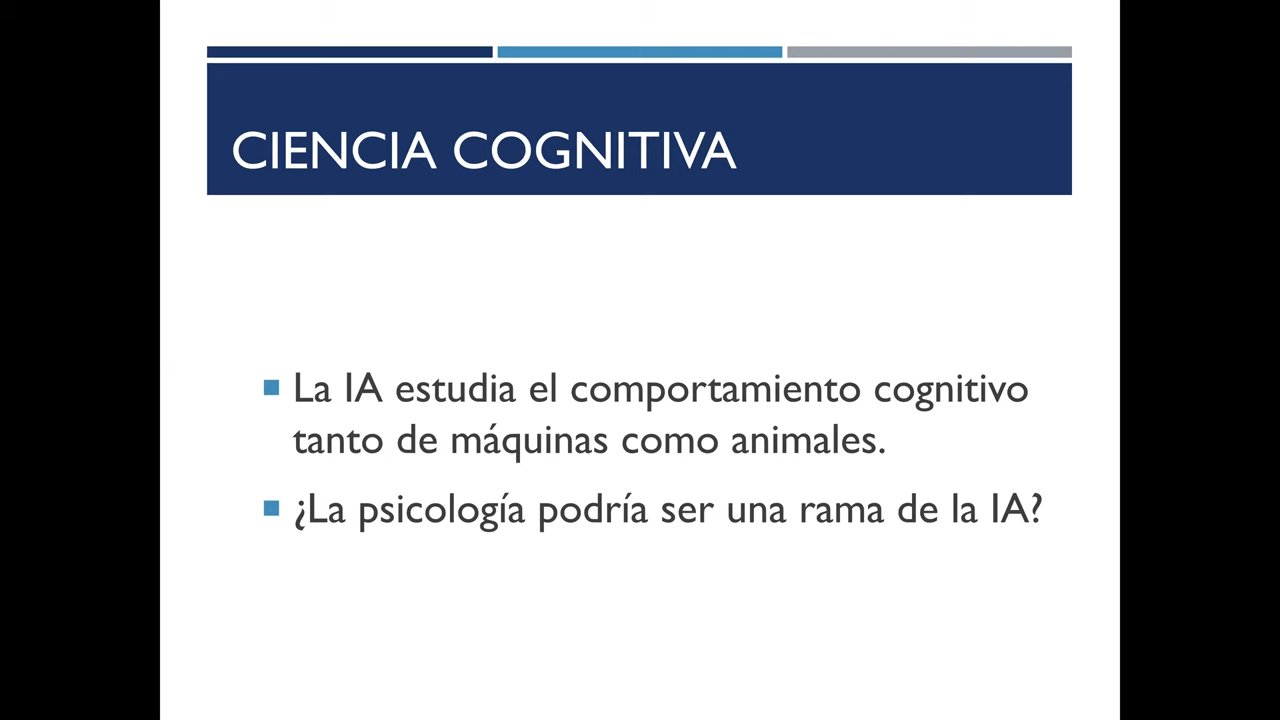 CIENCIA COGNITIVA
La IA estudia el comportamiento cognitivo
tanto de máquinas como animales.
¿La psicología podría ser una rama de la IA?